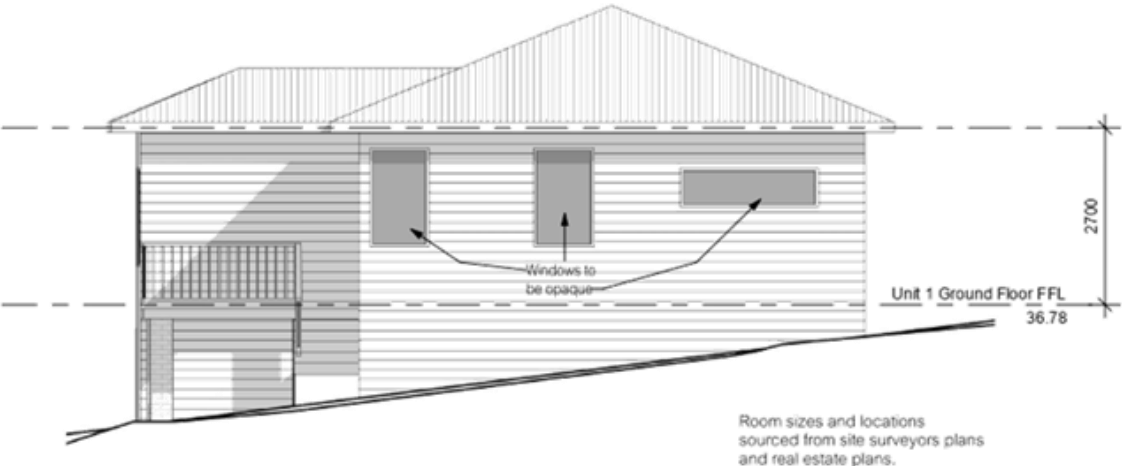 2700
Windows to
be opaque
Unit 1 Ground Floor FFL
36.78
Room sizes and locations
sourced from site surveyors plans
and real estate plans.